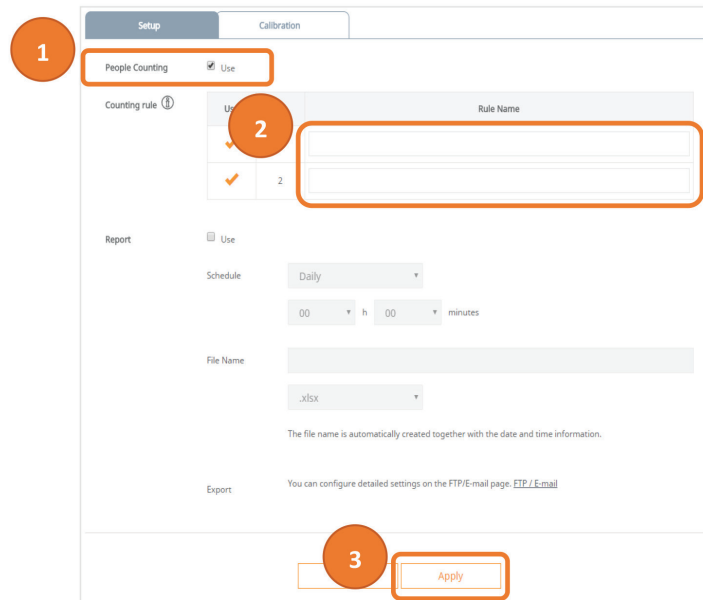 Setup Calibration
1
People Counting Use
Counting rule
Rule Name
2
2
Report Use
Schedule Daily
00 h 00 minutes
File Name
.xlsx
The file name is automatically created together with the date and time information.
Export You can configure detailed settings on the FTP/E-mail page. FTP / E-mail
3
Apply